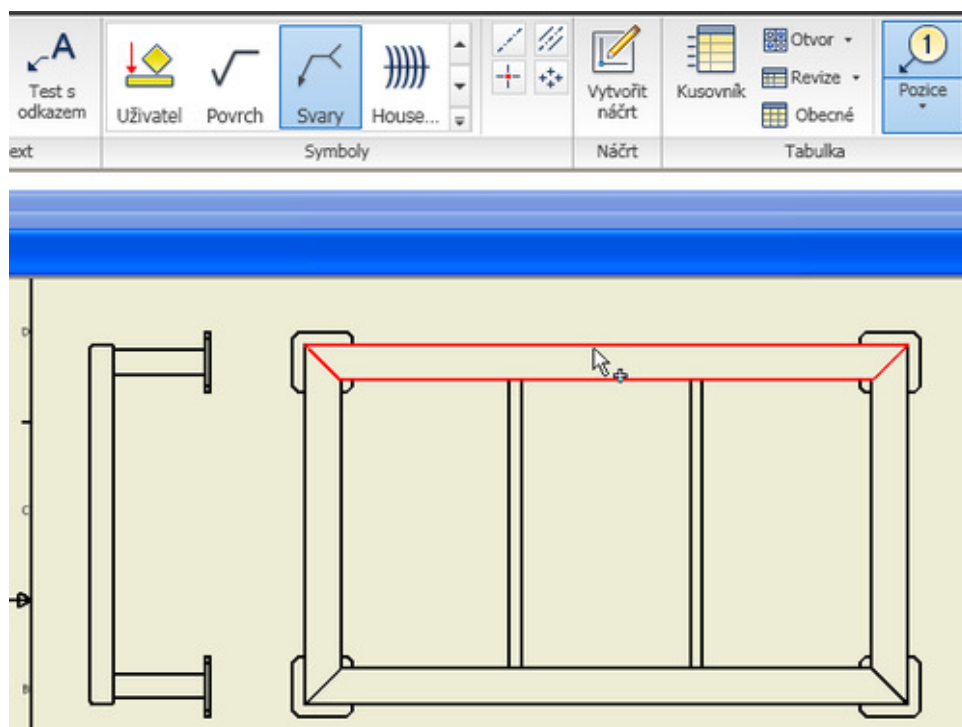 A
Test s
odkazem
Uživatel
Povrch
Svary
House...
Vytvořit
náčrt
Kusovník
Otvor
Revize
Obecné
1
Pozice
ext
Symboly
Náčrt
Tabulka
D
C
B